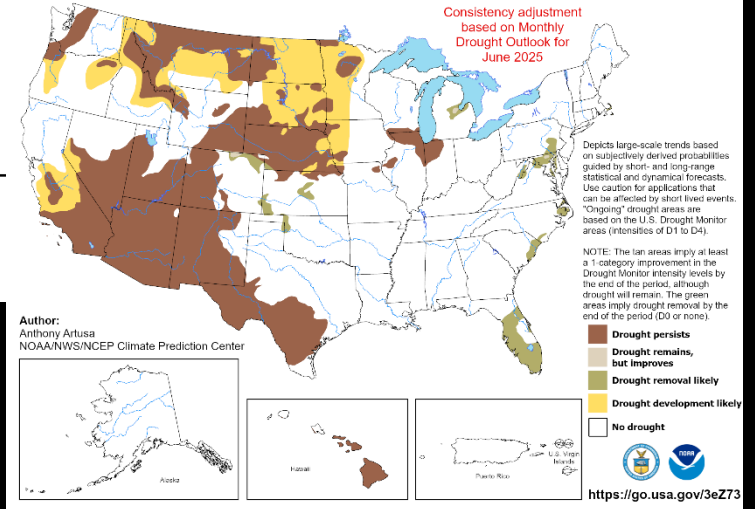 Consistency adjustment
based on Monthly
Drought Outlook for
June 2025
Depicts large-scale trends based
on subjectively derived probabilities
guided by short- and long-range
statistical and dynamical forecasts.
Use caution for applications that
can be affected by short lived events.
"Ongoing" drought areas are
based on the U.S. Drought Monitor
areas (intensities of D1 to D4).
NOTE: The tan areas imply at least
a 1-category improvement in the
Drought Monitor intensity levels by
the end of the period, although
drought will remain. The green
areas imply drought removal by the
end of the period (D0 or none).
Author:
Anthony Artusa
NOAA/NWS/NCEP Climate Prediction Center
Drought persists
Drought remains,
but improves
Drought removal likely
Drought development likely
No drought
Alaska
Hawaii
Puerto Rico
U.S. Virgin
Islands
NOAA
https://go.usa.gov/3eZ73